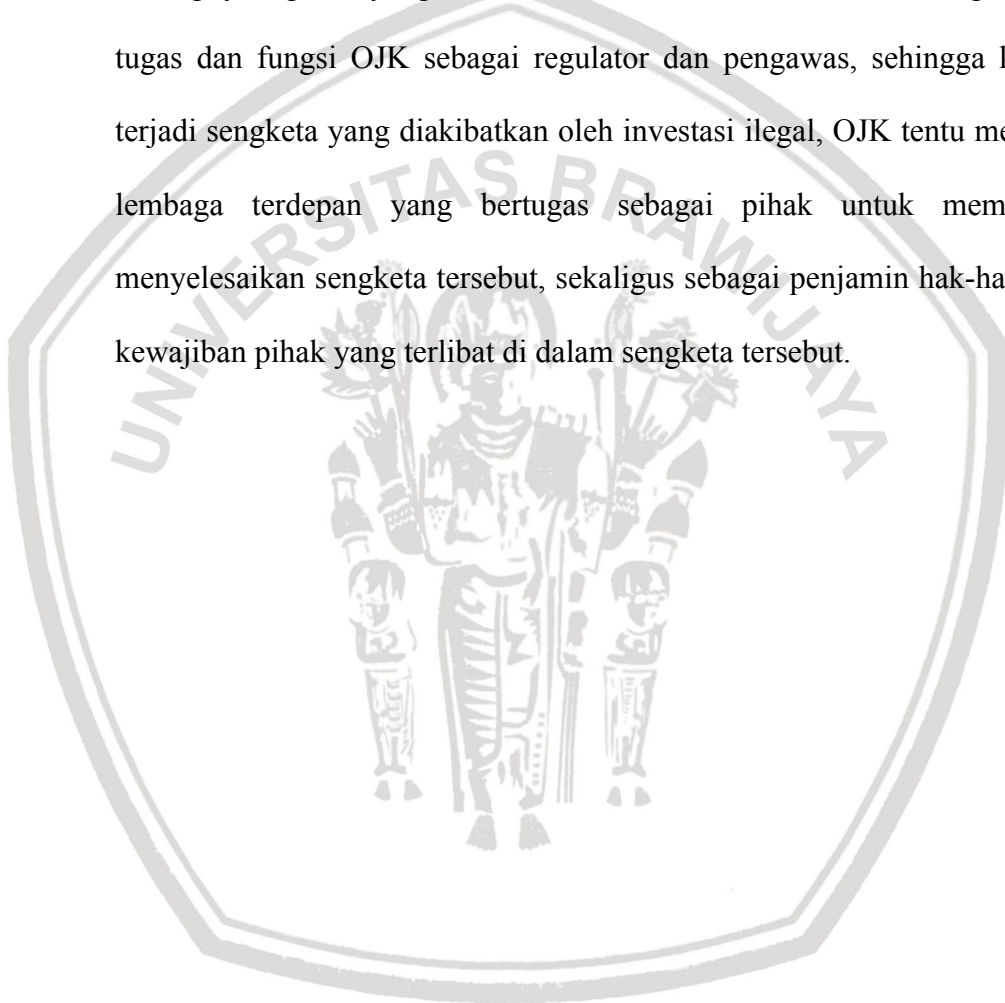 tugas dan fungsi OJK sebagai regulator dan pengawas, sehingga
terjadi sengketa yang diakibatkan oleh investasi ilegal, OJK tentu
lembaga terdepan yang bertugas sebagai pihak untuk
menyelesaikan sengketa tersebut, sekaligus sebagai penjamin
kewajiban pihak yang terlibat di dalam sengketa tersebut.
UNIVERSITAS BRAWIJAYA